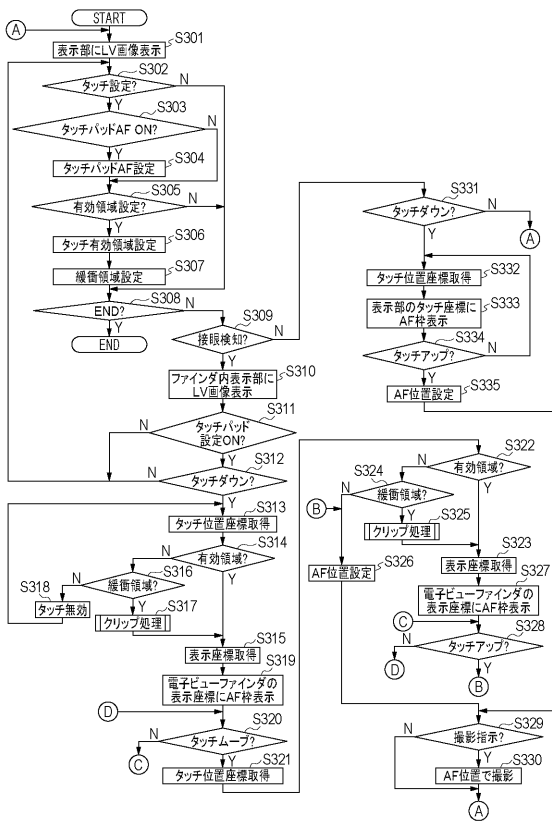 START
A
表示部にLV画像表示
S301
S302
タッチ設定?
N
Y
S303
タッチパッドAF ON?
N
Y
S304
タッチパッドAF設定
S305
有効領域設定?
N
Y
S306
タッチ有効領域設定
S307
緩衝領域設定
S308
END?
N
Y
END
S309
接眼検知?
N
Y
S310
ファインダ内表示部に
LV画像表示
S311
タッチパッド
設定ON?
N
Y
S312
タッチダウン?
N
Y
S313
タッチ位置座標取得
S314
有効領域?
N
Y
S316
緩衝領域?
N
Y
S318
タッチ無効
S317
クリップ処理
S315
表示座標取得
S319
電子ビューファインダの
表示座標にAF枠表示
D
S320
タッチムーブ?
N
C
Y
S321
タッチ位置座標取得
S331
タッチダウン?
N
A
Y
S332
タッチ位置座標取得
S333
表示部のタッチ座標に
AF枠表示
S334
タッチアップ?
N
Y
S335
AF位置設定
S322
有効領域?
N
Y
S324
緩衝領域?
N
Y
B
S325
クリップ処理
S326
AF位置設定
S323
表示座標取得
S327
電子ビューファインダの
表示座標にAF枠表示
C
S328
タッチアップ?
N
D
Y
B
S329
撮影指示?
N
Y
S330
AF位置で撮影
A